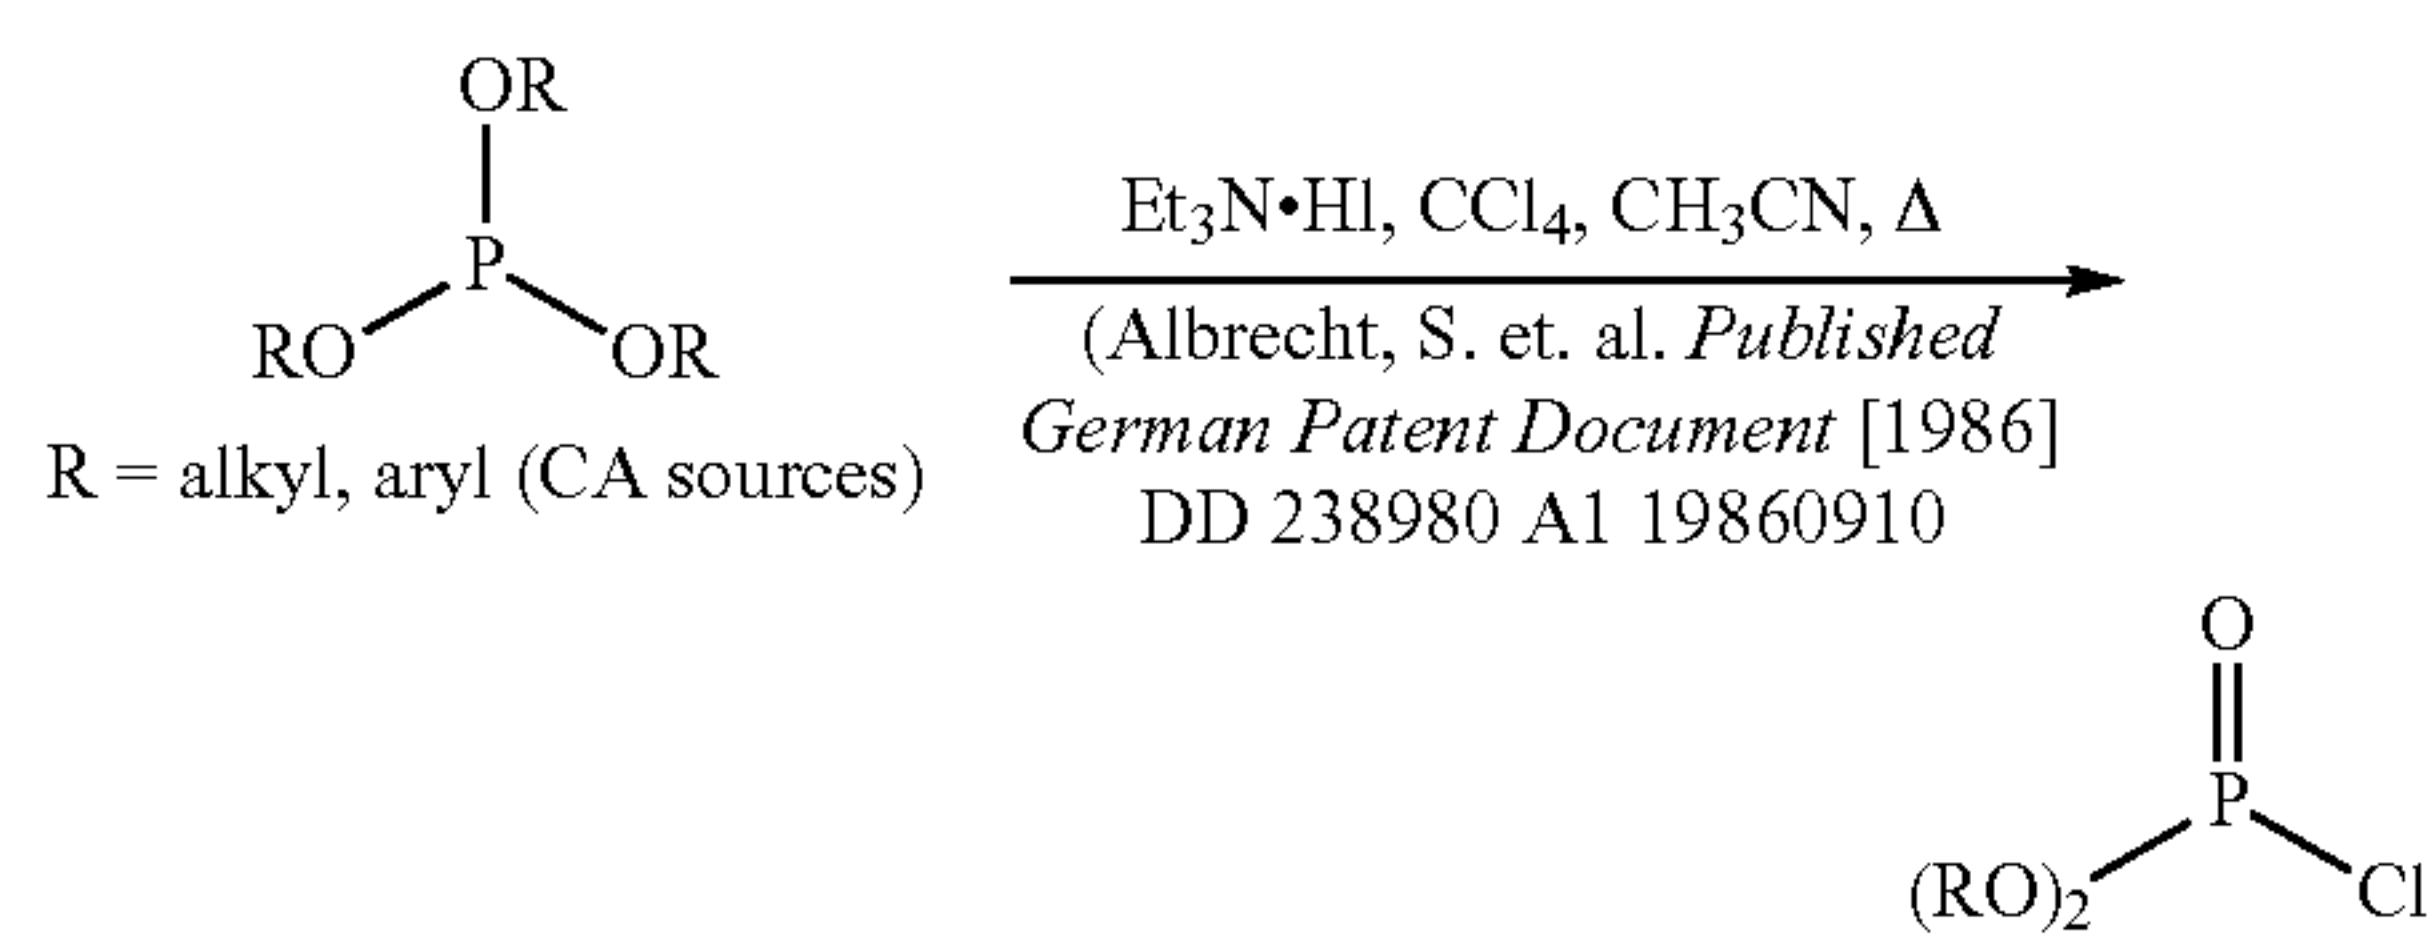 OR
P
RO OR
R = alkyl, aryl (CA sources)
Et₃N•Hl, CCl₄, CH₃CN, Δ
(Albrecht, S. et. al. Published
German Patent Document [1986]
DD 238980 A1 19860910
O
P
(RO)₂ Cl